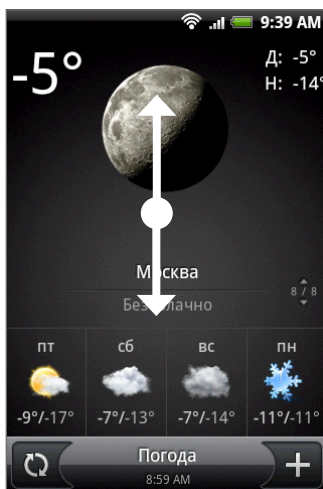 9:39 AM
-5°
Д: -5°
Н: -14°
Москва
8 / 8
Безоблачно
пт сб вс пн
-9°/-17° -7°/-13° -7°/-14° -11°/-11°
Погода
8:59 AM